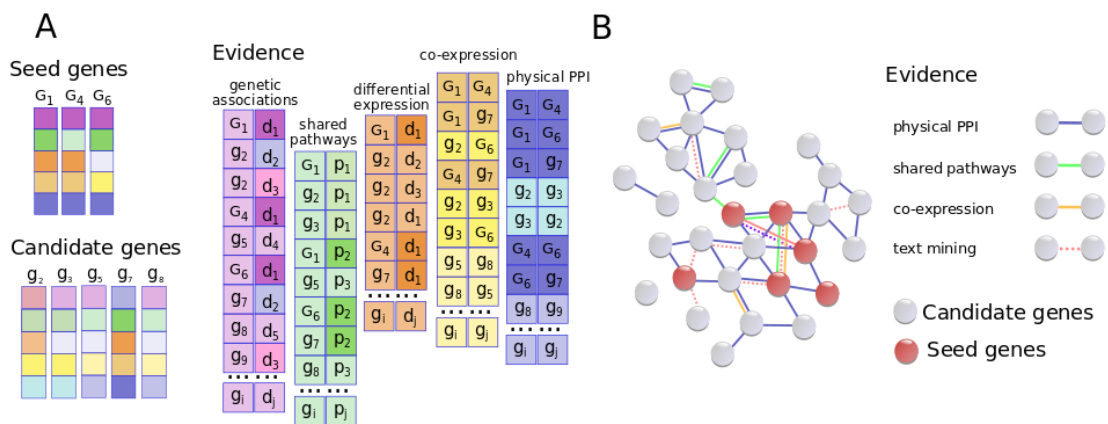 A
Seed genes
G1 G4 G6
Candidate genes
g2 g3 g5 g7 g8
Evidence
genetic
associations
G1 d1
g2 d2
g2 d3
G4 d1
g5 d4
G6 d1
g7 d2
g8 d5
g9 d3
...... 
gi dj
shared
pathways
G1 p1
g2 p1
g3 p1
G1 p2
g5 p3
G6 p2
g7 p2
g8 p3
......
gi pj
differential
expression
G1 d1
g2 d2
g2 d3
g2 d1
G4 d1
g7 d1
......
gi dj
co-expression
G1 G4
G1 g7
g2 G6
G4 g7
g2 g3
g3 G6
g5 g8
g8 g5
......
gi gj
physical PPI
G1 G4
G1 G6
G1 g7
g2 g3
g3 g2
G4 G6
G6 g7
g8 g9
......
gi gj
B
Evidence
physical PPI
shared pathways
co-expression
text mining
Candidate genes
Seed genes